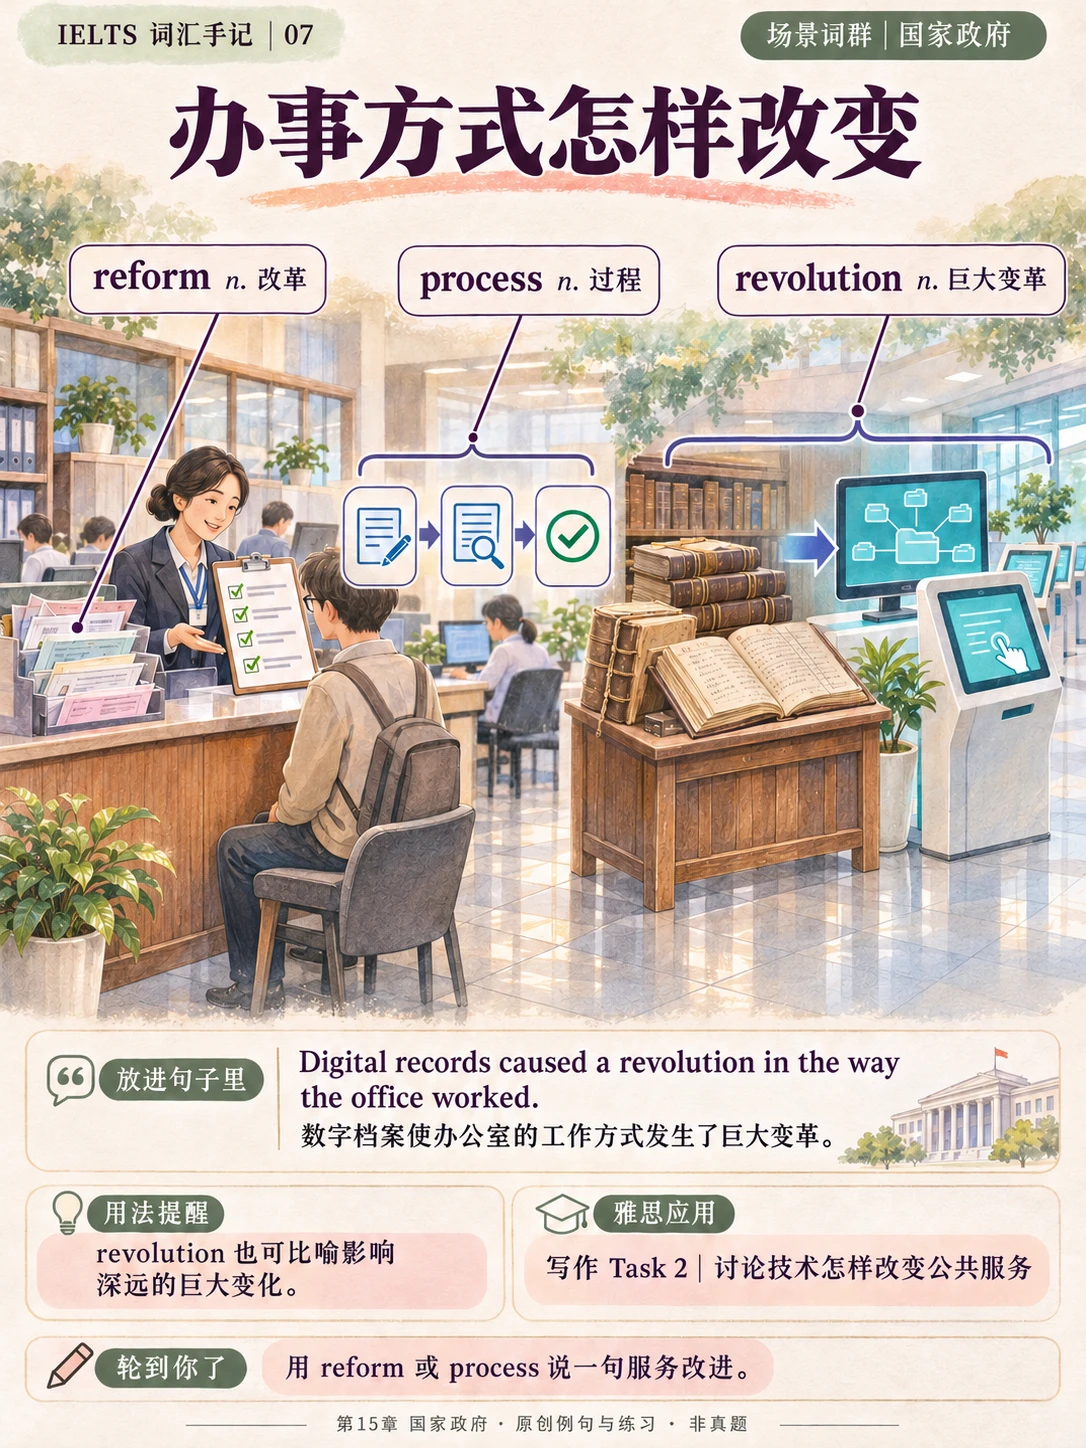 IELTS 词汇手记 | 07
场景词群 | 国家政府
办事方式怎样改变
reform n. 改革
process n. 过程
revolution n. 巨大变革
放进句子里
Digital records caused a revolution in the way
the office worked.
数字档案使办公室的工作方式发生了巨大变革。
用法提醒
revolution 也可比喻影响
深远的巨大变化。
雅思应用
写作 Task 2 | 讨论技术怎样改变公共服务
轮到你了
用 reform 或 process 说一句服务改进。
第15章 国家政府 · 原创例句与练习 · 非真题